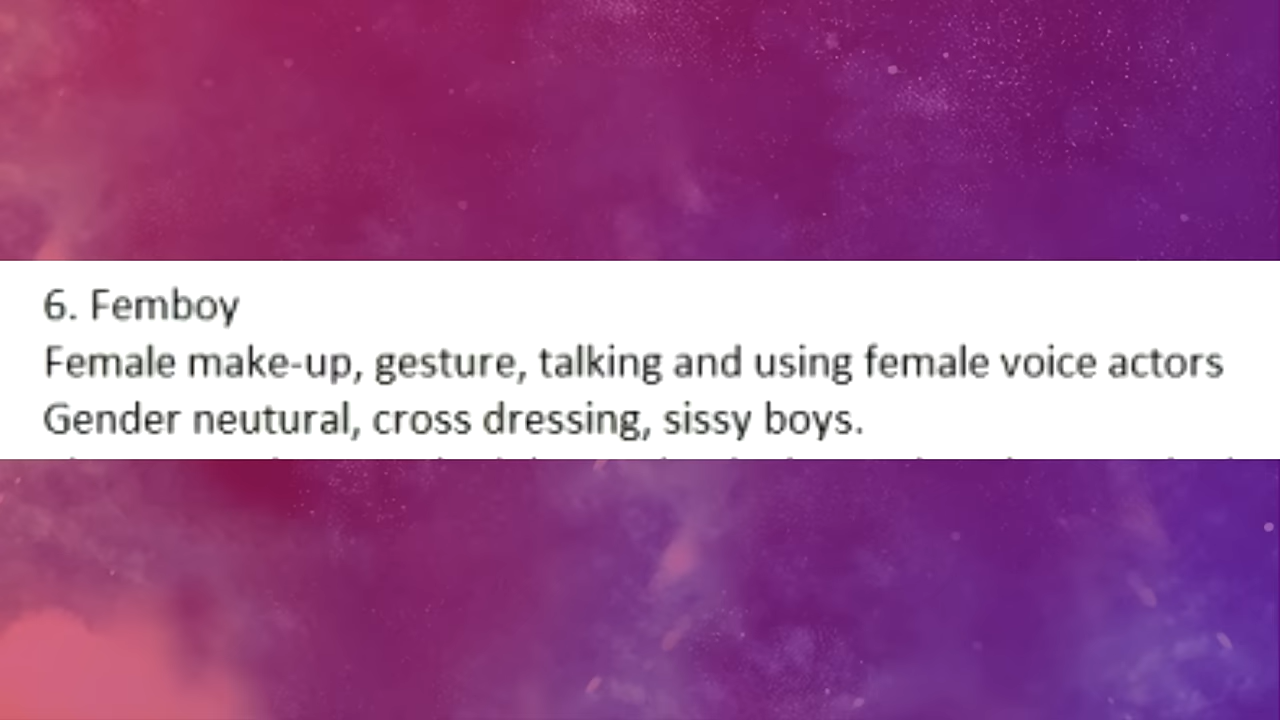 6. Femboy
Female make-up, gesture, talking and using female voice actors
Gender neutural, cross dressing, sissy boys.